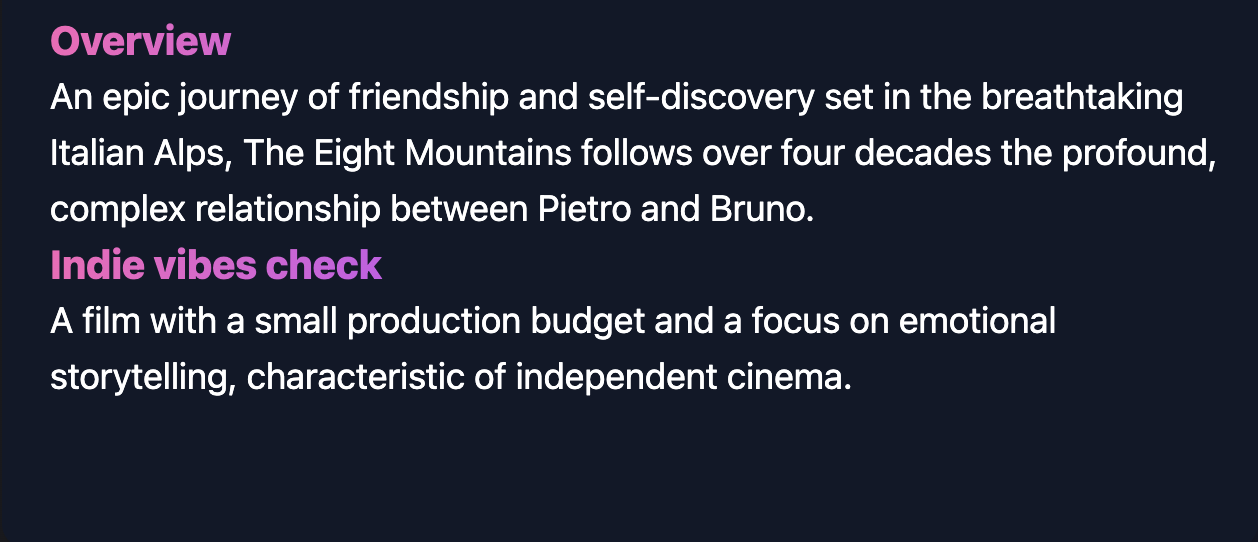 Overview
An epic journey of friendship and self-discovery set in the breathtaking
Italian Alps, The Eight Mountains follows over four decades the profound,
complex relationship between Pietro and Bruno.
Indie vibes check
A film with a small production budget and a focus on emotional
storytelling, characteristic of independent cinema.